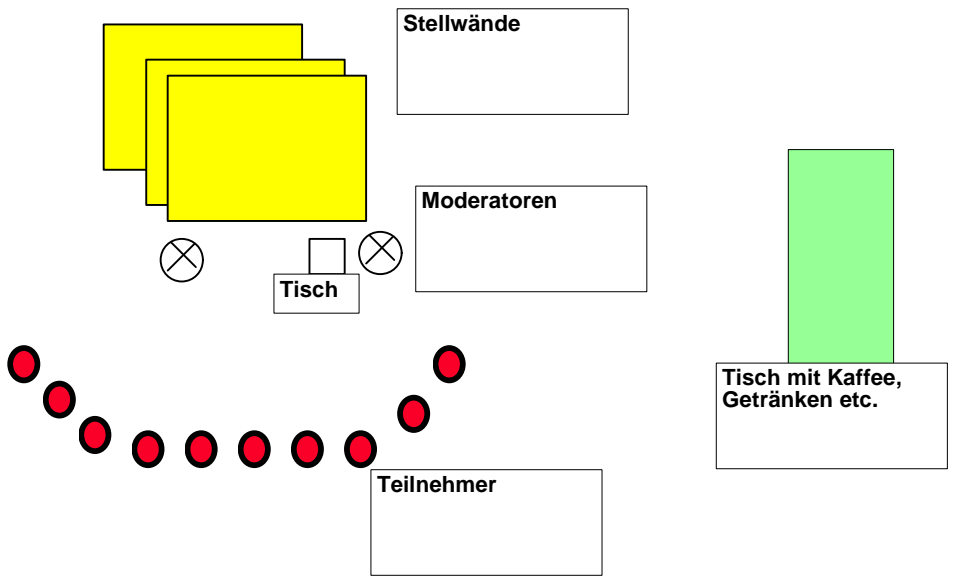 Stellwände
Moderatoren
Tisch
Tisch mit Kaffee,
Getränken etc.
Teilnehmer